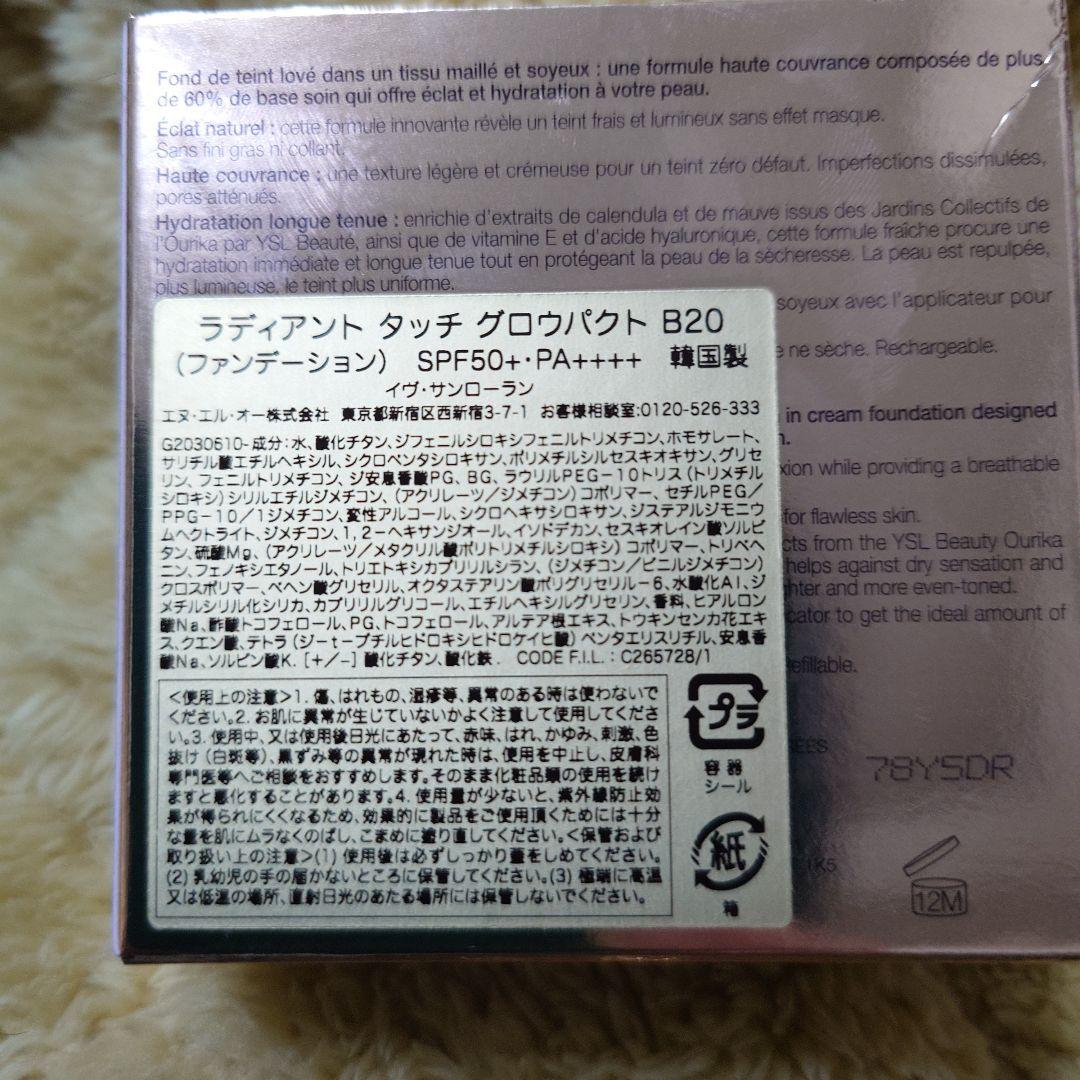 Fond de teint lové dans un tissu maillé et soyeux : une formule haute couvrance composée de plus
de 60% de base soin qui offre éclat et hydratation à votre peau.
Éclat naturel : cette formule innovante révèle un teint frais et lumineux sans effet masque.
Sans fini gras ni collant.
Haute couvrance : une texture légère et crémeuse pour un teint zéro défaut. Imperfections dissimulées,
pores atténués.
Hydratation longue tenue : enrichie d'extraits de calendula et de mauve issus des Jardins Collectifs de
l'Ourika par YSL Beauté, ainsi que de vitamine E et d'acide hyaluronique, cette formule fraîche procure une
hydratation immédiate et longue tenue tout en protégeant la peau de la sécheresse. La peau est repulpée,
plus lumineuse, le teint plus uniforme.
soyeux avec l'applicateur pour
ne sèche. Rechargeable.
in cream foundation designed
while providing a breathable
for flawless skin.
from the YSL Beauty Ourika
helps against dry sensation and
and more even-toned.
to get the ideal amount of
ラディアント タッチ グロウパクト B20
(ファンデーション) SPF50+・PA++++ 韓国製
イヴ・サンローラン
エヌ・エル・オー株式会社 東京都新宿区西新宿3-7-1 お客様相談室:0120-526-333
G2030610-成分:水、酸化チタン、ジフェニルシロキシフェニルトリメチコン、ホモサレート、
サリチル酸エチルヘキシル、シクロペンタシロキサン、ポリメチルシルセスキオキサン、グリセ
リン、フェニルトリメチコン、ジ安息香酸PG、BG、ラウリルPEG-10トリス(トリメチル
シロキシ)シリルエチルジメチコン、(アクリレーツ/ジメチコン)コポリマー、セチルPEG/
PPG-10/1ジメチコン、変性アルコール、シクロヘキサシロキサン、ジステアルジモニウ
ムヘクトライト、ジメチコン、1,2-ヘキサンジオール、イソドデカン、セスキオレイン酸ソルビ
タン、硫酸Mg、(アクリレーツ/メタクリル酸ポリトリメチルシロキシ)コポリマー、トリベヘ
ニン、フェノキシエタノール、トリエトキシカプリリルシラン、(ジメチコン/ビニルジメチコン)
クロスポリマー、ベヘン酸グリセリル、オクタステアリン酸ポリグリセリル-6、水酸化Al、ジ
メチルシリル化シリカ、カプリリルグリコール、エチルヘキシルグリセリン、香料、ヒアルロン
酸Na、酢酸トコフェロール、PG、トコフェロール、アルテア根エキス、トウキンセンカ花エキ
ス、クエン酸、テトラ(ジ-t-ブチルヒドロキシヒドロケイヒ酸)ペンタエリスリチル、安息香
酸Na、ソルビン酸K. [+/-] 酸化チタン、酸化鉄. CODE F.I.L. : C265728/1
<使用上の注意>1. 傷、はれもの、湿疹等、異常のある時は使わないで
ください。2. お肌に異常が生じていないかよく注意して使用してくださ
い。3. 使用中、又は使用後日光にあたって、赤味、はれ、かゆみ、刺激、色
抜け(白斑等)、黒ずみ等の異常が現れた時は、使用を中止し、皮膚科
専門医等へご相談をおすすめします。そのまま化粧品類の使用を続け
ますと悪化することがあります。4. 使用量が少ないと、紫外線防止効
果が得られにくくなるため、効果的に製品をご使用頂くためには十分
な量を肌にムラなくのばし、こまめに塗り直してください。<保管および
取り扱い上の注意>(1) 使用後は必ずしっかり蓋をしめてください。
(2) 乳幼児の手の届かないところに保管してください。(3) 極端に高温
又は低温の場所、直射日光のあたる場所には保管しないでください。
プラ
容器
シール
紙
箱
78Y5DR
12M